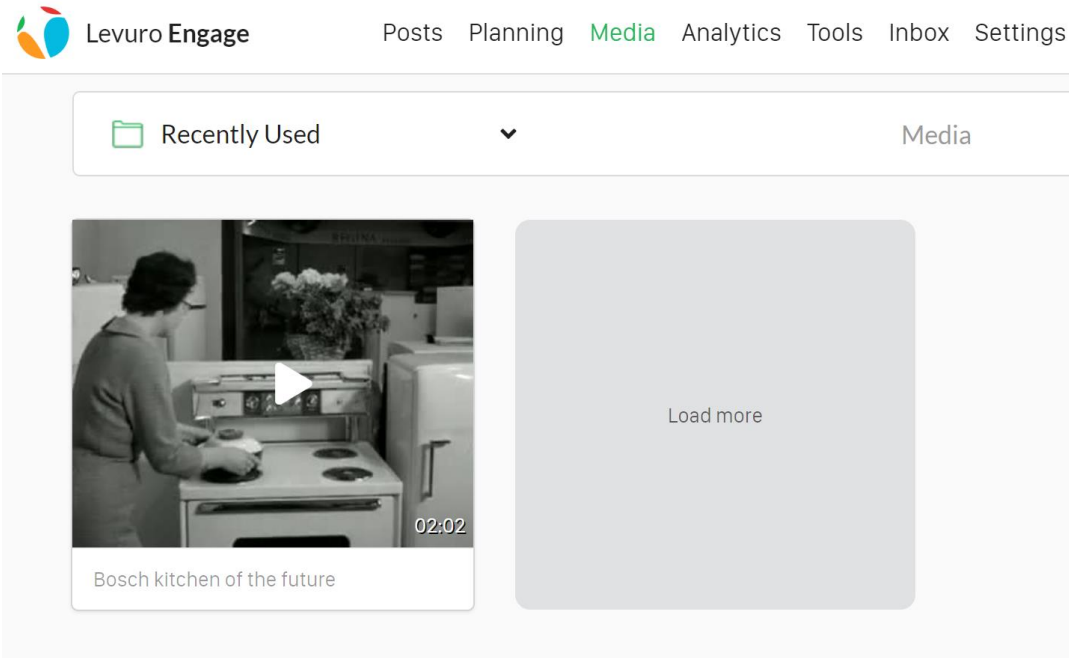 Levuro Engage
Posts Planning Media Analytics Tools Inbox Settings
Recently Used
Media
Load more
02:02
Bosch kitchen of the future